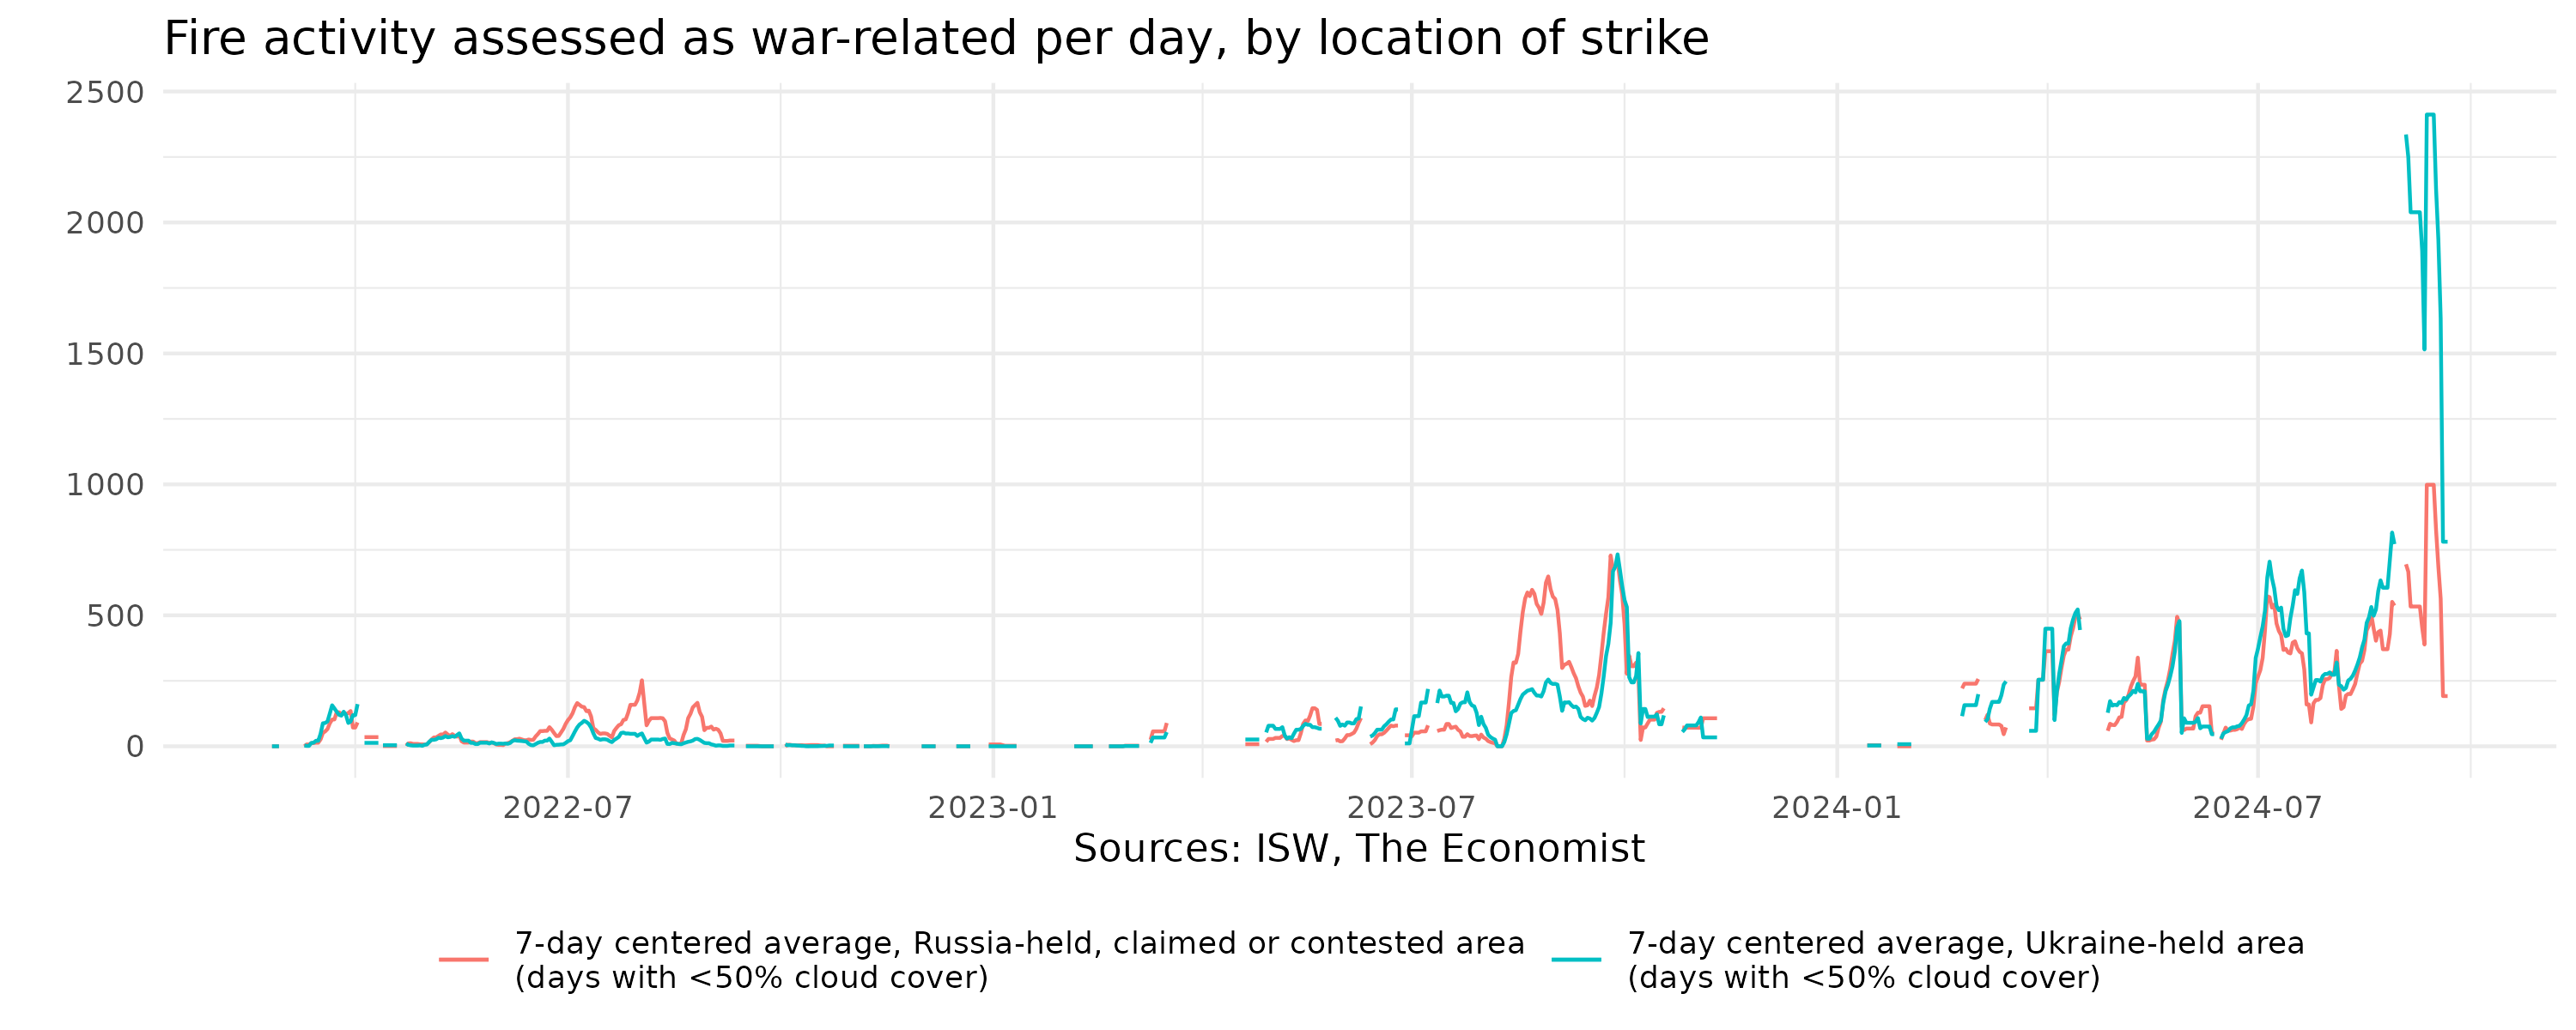 Fire activity assessed as war-related per day, by location of strike
2500
2000
1500
1000
500
0
2022-07
2023-01
2023-07
2024-01
2024-07
Sources: ISW, The Economist
7-day centered average, Russia-held, claimed or contested area
(days with <50% cloud cover)
7-day centered average, Ukraine-held area
(days with <50% cloud cover)